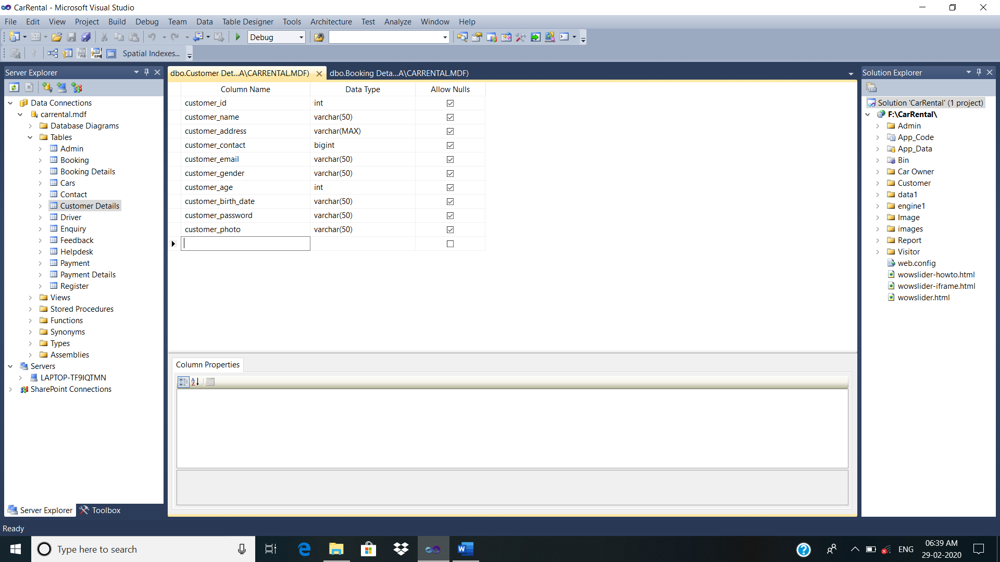 CarRental - Microsoft Visual Studio
File Edit View Project Build Debug Team Data Table Designer Tools Architecture Test Analyze Window Help
Debug
Spatial Indexes...
Server Explorer
Data Connections
carrental.mdf
Database Diagrams
Tables
Admin
Booking
Booking Details
Cars
Contact
Customer Details
Driver
Enquiry
Feedback
Helpdesk
Payment
Payment Details
Register
Views
Stored Procedures
Functions
Synonyms
Types
Assemblies
Servers
LAPTOP-TF9IQTMN
SharePoint Connections
Server Explorer Toolbox
dbo.Customer Det...A\CARRENTAL.MDF) dbo.Booking Deta...A\CARRENTAL.MDF)
Column Name Data Type Allow Nulls
customer_id int
customer_name varchar(50)
customer_address varchar(MAX)
customer_contact bigint
customer_email varchar(50)
customer_gender varchar(50)
customer_age int
customer_birth_date varchar(50)
customer_password varchar(50)
customer_photo varchar(50)
Column Properties
Solution Explorer
Solution 'CarRental' (1 project)
F:\CarRental\
Admin
App_Code
App_Data
Bin
Car Owner
Customer
data1
engine1
Image
images
Report
Visitor
web.config
wowslider-howto.html
wowslider-iframe.html
wowslider.html
Ready
Type here to search
ENG
06:39 AM
29-02-2020